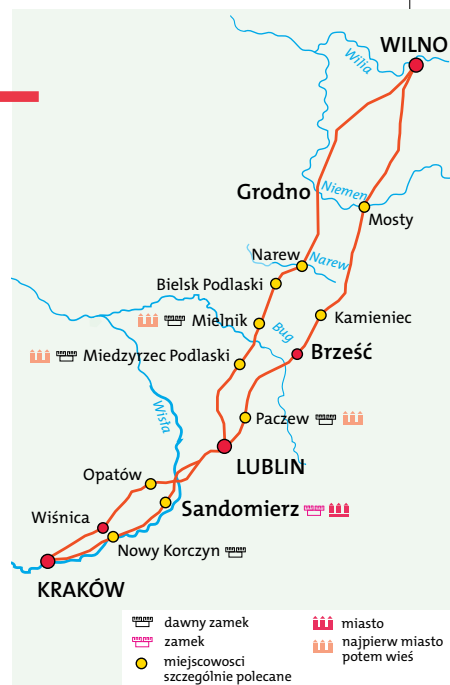 WILNO
Wilia
Grodno
Niemen
Mosty
Narew
Narew
Bielsk Podlaski
Mielnik
Kamieniec
Bug
Miedzyrzec Podlaski
Brześć
Wisła
Paczew
LUBLIN
Opatów
Sandomierz
Wiśnica
Nowy Korczyn
KRAKÓW
dawny zamek
zamek
miejscowosci
szczególnie polecane
miasto
najpierw miasto
potem wieś